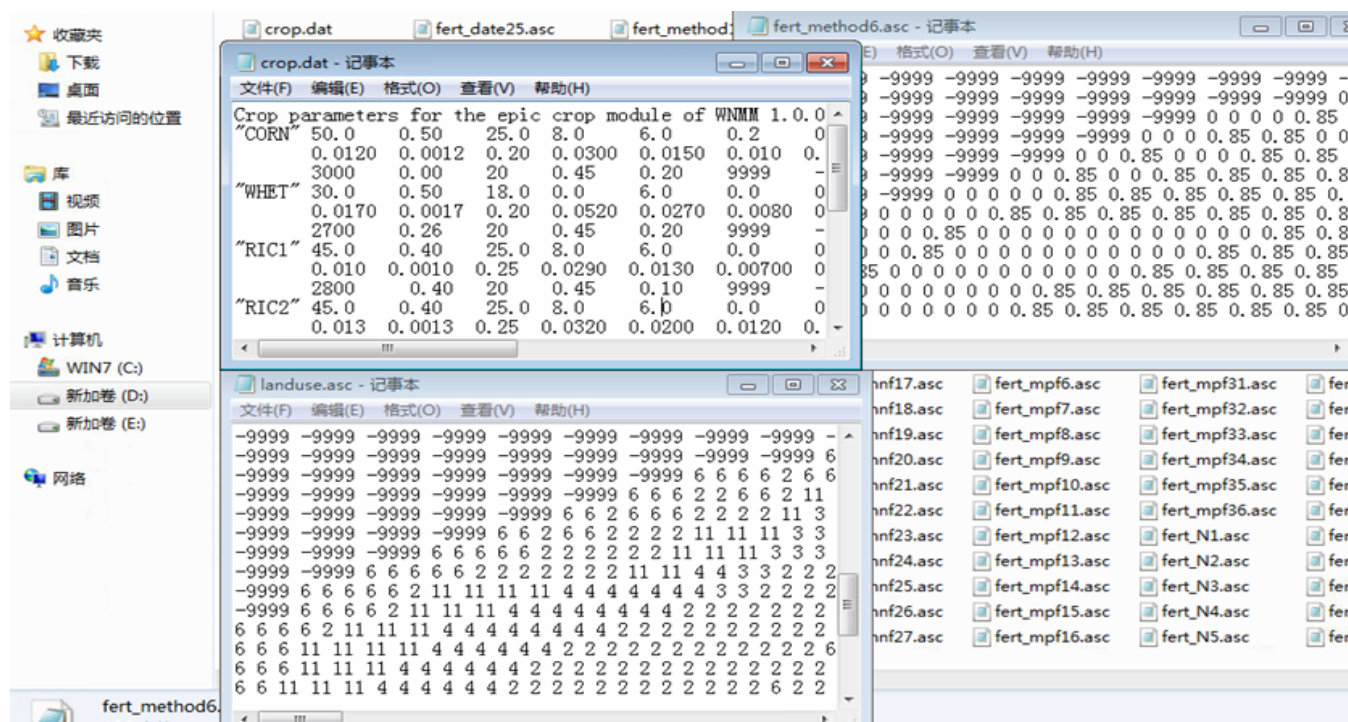 收藏夹
下载
桌面
最近访问的位置
库
视频
图片
文档
音乐
计算机
WIN7 (C:)
新加卷 (D:)
新加卷 (E:)
网络
crop.dat fert_date25.asc
crop.dat - 记事本
文件(F) 编辑(E) 格式(O) 查看(V) 帮助(H)
Crop parameters for the epic crop module of WNMM 1.0.0
"CORN" 50.0 0.50 25.0 8.0 6.0 0.2 0
0.0120 0.0012 0.20 0.0300 0.0150 0.010 0.
3000 0.00 20 0.45 0.20 9999 -
"WHET" 30.0 0.50 18.0 0.0 6.0 0.0 0
0.0170 0.0017 0.20 0.0520 0.0270 0.0080 0
2700 0.26 20 0.45 0.20 9999 -
"RIC1" 45.0 0.40 25.0 8.0 6.0 0.0 0
0.010 0.0010 0.25 0.0290 0.0130 0.00700 0
2800 0.40 20 0.45 0.10 9999 -
"RIC2" 45.0 0.40 25.0 8.0 6.0 0.0 0
0.013 0.0013 0.25 0.0320 0.0200 0.0120 0.
fert_method6.asc - 记事本
格式(O) 查看(V) 帮助(H)
-9999 -9999 -9999 -9999 -9999 -9999 -9999 -
-9999 -9999 -9999 -9999 -9999 -9999 -9999 0
-9999 -9999 -9999 -9999 -9999 0 0 0 0 0.85
-9999 -9999 -9999 -9999 0 0 0 0.85 0.85 0 0
-9999 -9999 -9999 0 0 0.85 0 0 0 0.85 0.85
-9999 -9999 0 0 0.85 0 0 0.85 0.85 0.85 0.8
landuse.asc - 记事本
文件(F) 编辑(E) 格式(O) 查看(V) 帮助(H)
-9999 -9999 -9999 -9999 -9999 -9999 -9999 -9999 -9999 -
-9999 -9999 -9999 -9999 -9999 -9999 -9999 -9999 -9999 6
-9999 -9999 -9999 -9999 -9999 -9999 -9999 6 6 6 6 2 6 6
-9999 -9999 -9999 -9999 -9999 -9999 6 6 6 2 2 6 6 2 11
-9999 -9999 -9999 -9999 -9999 6 6 2 6 6 6 2 2 2 2 11 3
-9999 -9999 -9999 -9999 6 6 2 6 6 2 2 2 2 11 11 11 3 3
-9999 -9999 -9999 6 6 6 6 6 2 2 2 2 2 2 11 11 11 3 3 3
-9999 -9999 6 6 6 6 6 2 2 2 2 2 2 2 11 11 4 4 3 3 2 2 2
-9999 6 6 6 6 6 2 11 11 11 11 11 4 4 4 4 4 4 4 3 3 2 2 2 2
-9999 6 6 6 6 2 11 11 11 4 4 4 4 4 4 4 4 2 2 2 2 2 2 2
6 6 6 6 2 11 11 11 4 4 4 4 4 4 4 4 2 2 2 2 2 2 2 2 2
6 6 6 11 11 11 11 4 4 4 4 4 4 4 2 2 2 2 2 2 2 2 2 2 6
6 6 6 11 11 11 4 4 4 4 4 4 2 2 2 2 2 2 2 2 2 2 2 2 2
6 6 11 11 11 4 4 4 4 4 4 2 2 2 2 2 2 2 2 2 2 2 6 2 2
nf17.asc fert_mpf6.asc fert_mpf31.asc
nf18.asc fert_mpf7.asc fert_mpf32.asc
nf19.asc fert_mpf8.asc fert_mpf33.asc
nf20.asc fert_mpf9.asc fert_mpf34.asc
nf21.asc fert_mpf10.asc fert_mpf35.asc
nf22.asc fert_mpf11.asc fert_mpf36.asc
nf23.asc fert_mpf12.asc fert_N1.asc
nf24.asc fert_mpf13.asc fert_N2.asc
nf25.asc fert_mpf14.asc fert_N3.asc
nf26.asc fert_mpf15.asc fert_N4.asc
nf27.asc fert_mpf16.asc fert_N5.asc
fert_method6.